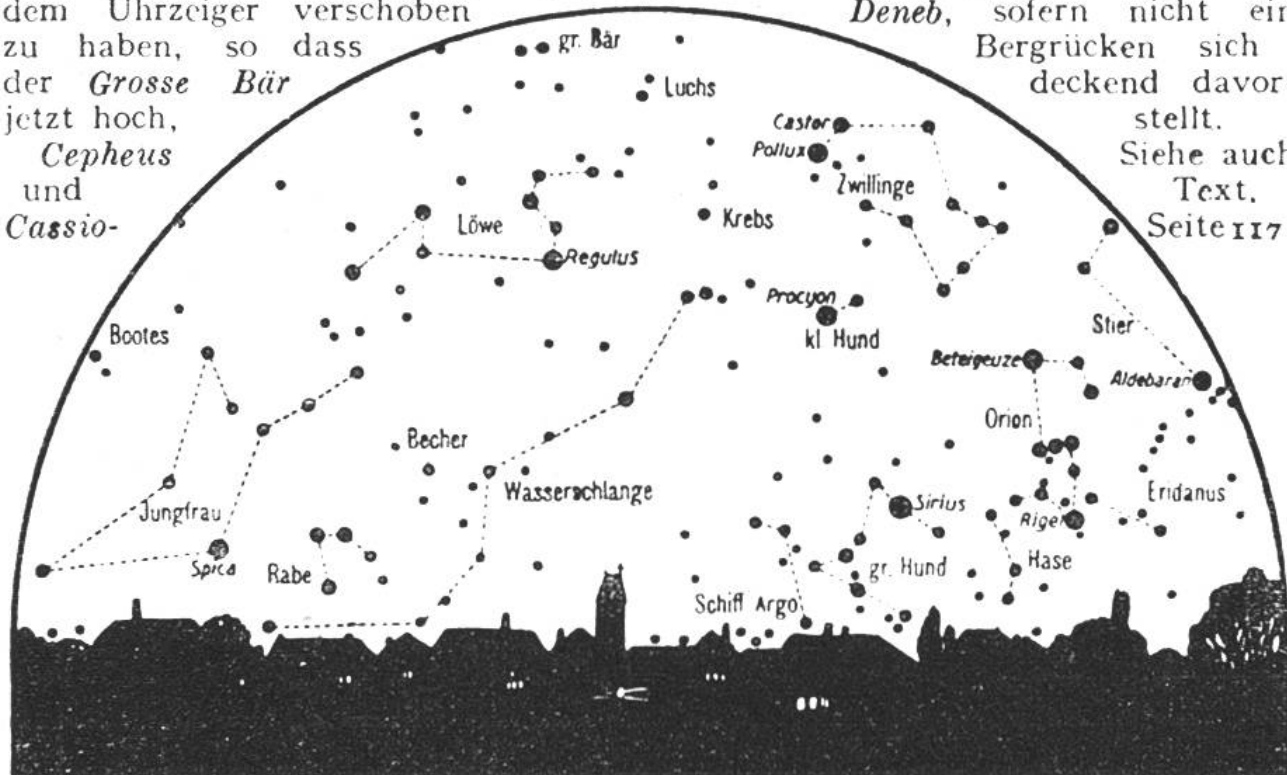 dem Uhrzeiger verschoben
zu haben, so dass
der Grosse Bär
jetzt hoch,
Cepheus
und
Cassio-
Deneb, sofern nicht ein
Bergrücken sich
deckend davor
stellt.
Siehe auch
Text,
Seite 117
gr. Bär
Luchs
Castor
Pollux
Zwillinge
Löwe
Krebs
Regulus
Procyon
kl Hund
Bootes
Stier
Beteigeuze
Aldebaran
Orion
Becher
Wasserschlange
Jungfrau
Sirius
Eridanus
Rigel
Spica
Rabe
gr. Hund
Hase
Schiff Argo